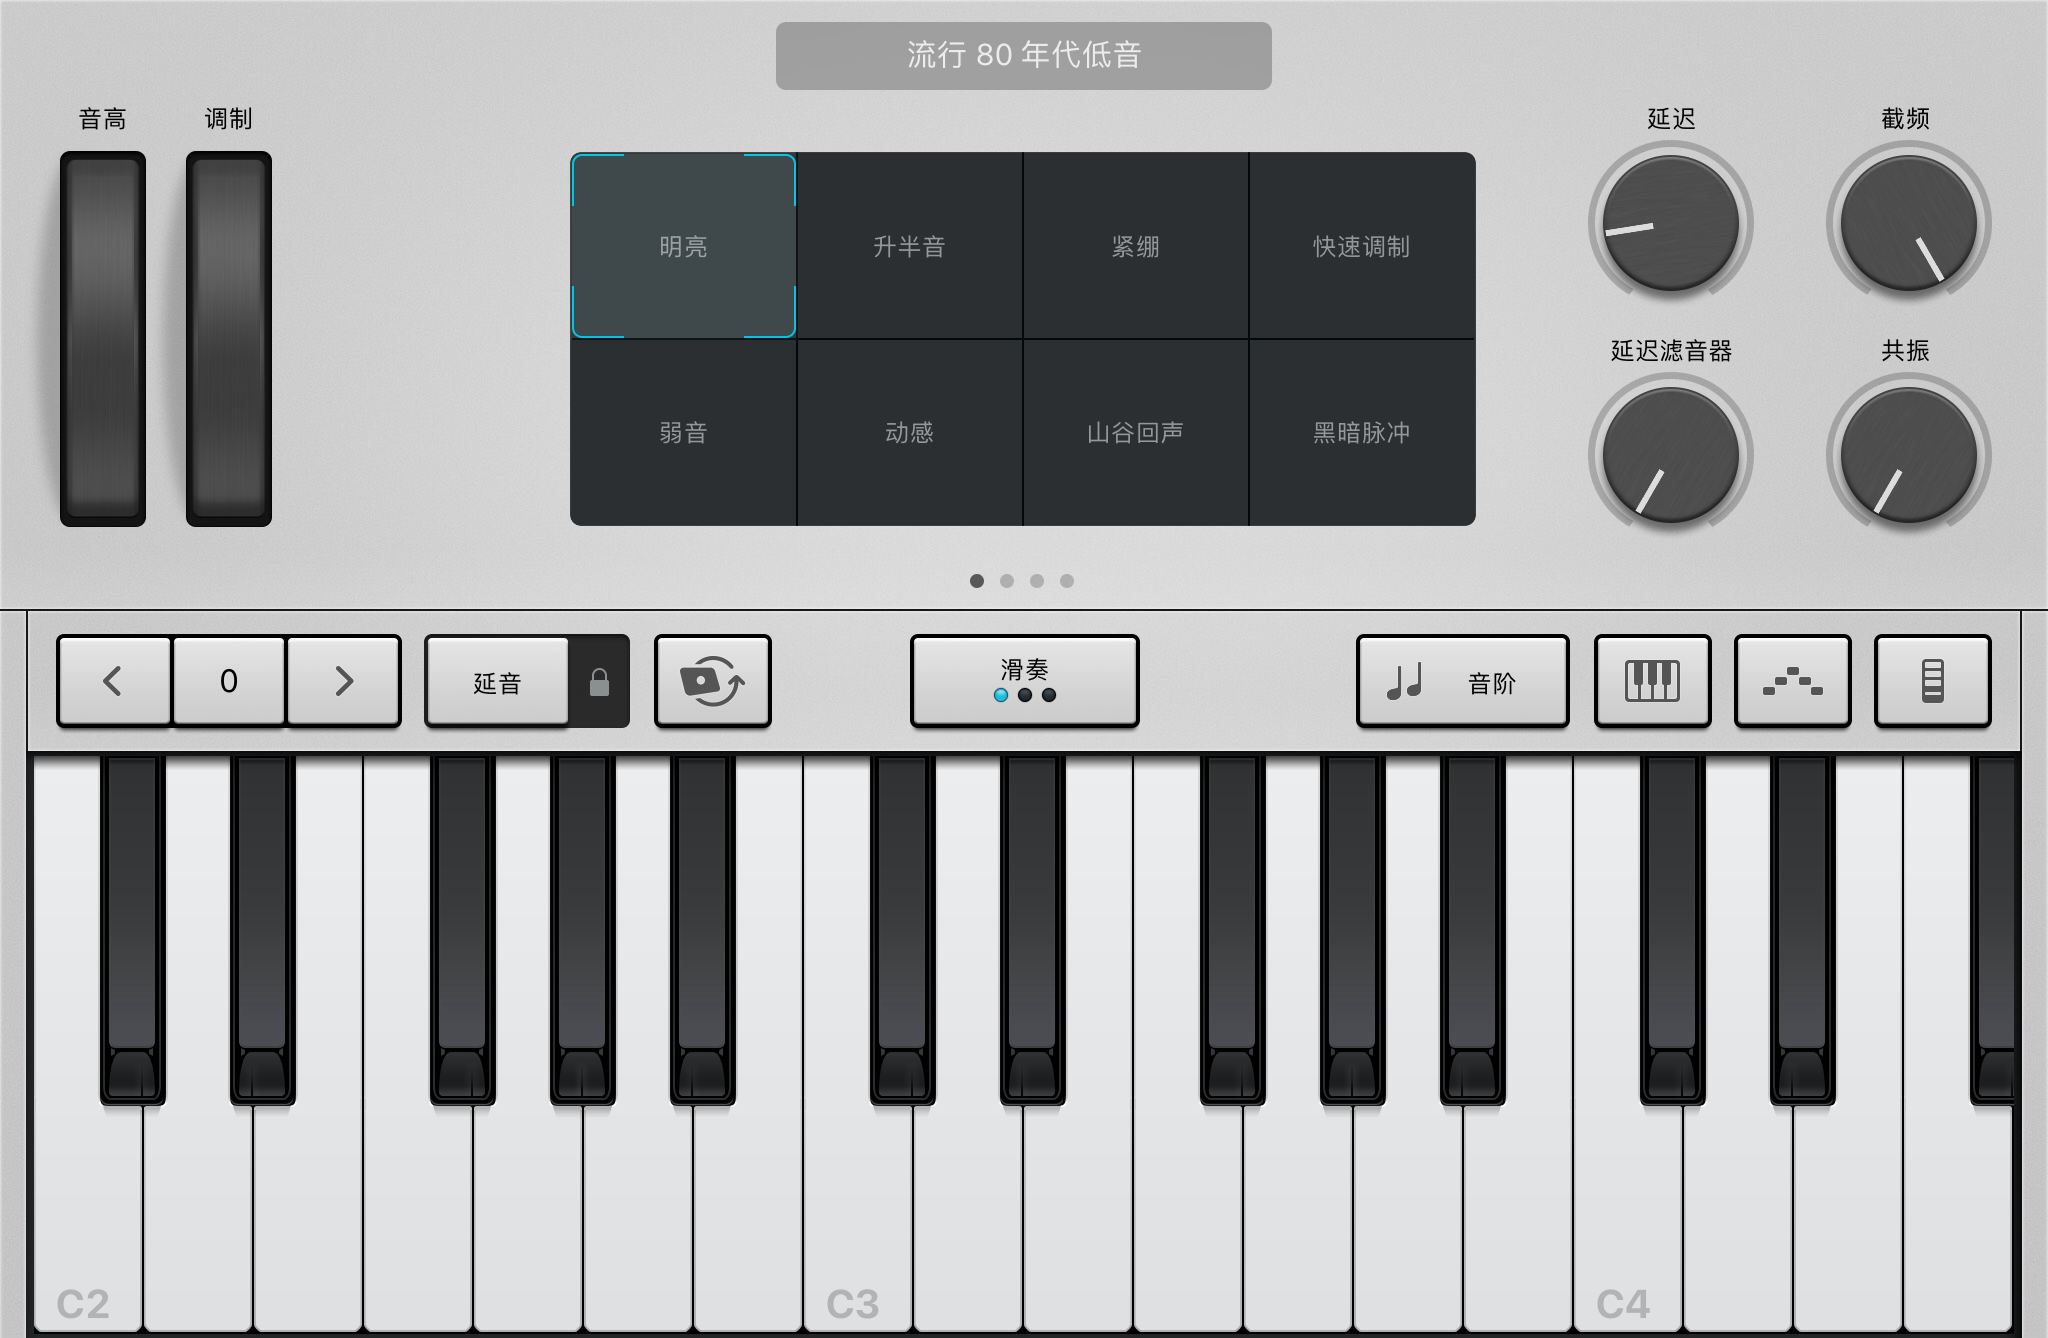 流行 80 年代低音
音高
调制
延迟
截频
明亮
升半音
紧绷
快速调制
延迟滤音器
共振
弱音
动感
山谷回声
黑暗脉冲
0
延音
滑奏
音阶
C2
C3
C4